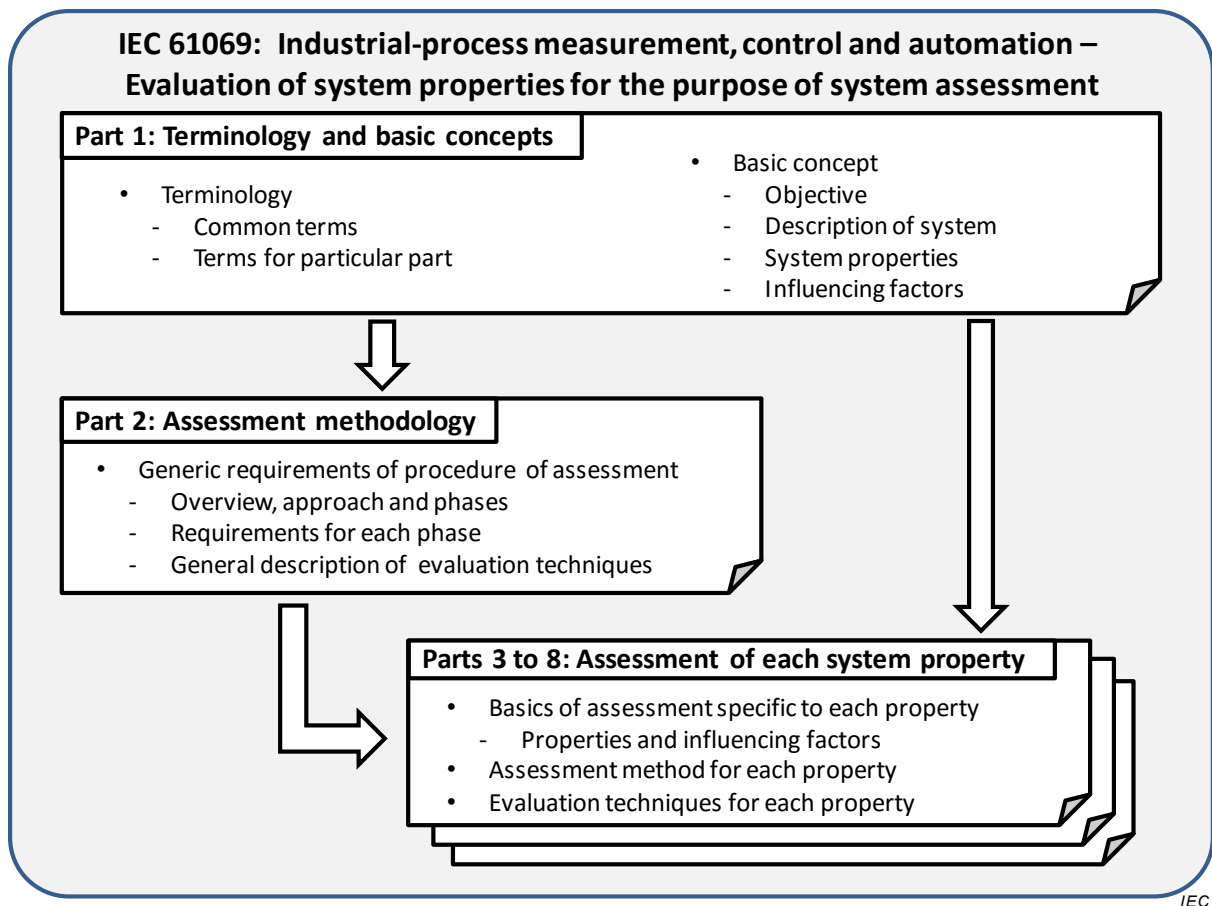 IEC 61069: Industrial-process measurement, control and automation –
Evaluation of system properties for the purpose of system assessment
Part 1: Terminology and basic concepts
• Terminology
- Common terms
- Terms for particular part
• Basic concept
- Objective
- Description of system
- System properties
- Influencing factors
Part 2: Assessment methodology
• Generic requirements of procedure of assessment
- Overview, approach and phases
- Requirements for each phase
- General description of evaluation techniques
Parts 3 to 8: Assessment of each system property
• Basics of assessment specific to each property
- Properties and influencing factors
• Assessment method for each property
• Evaluation techniques for each property
IEC